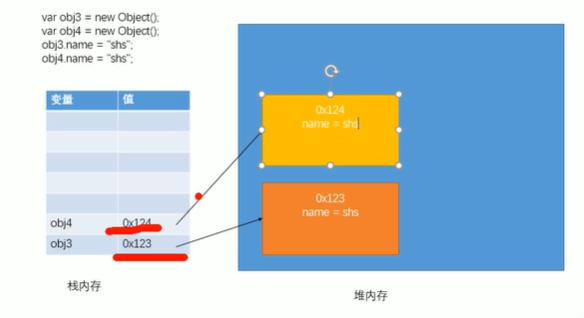 var obj3 = new Object();
var obj4 = new Object();
obj3.name = "shs";
obj4.name = "shs";
变量 值
obj4 0x124
obj3 0x123
栈内存
0x124
name = shs
0x123
name = shs
堆内存